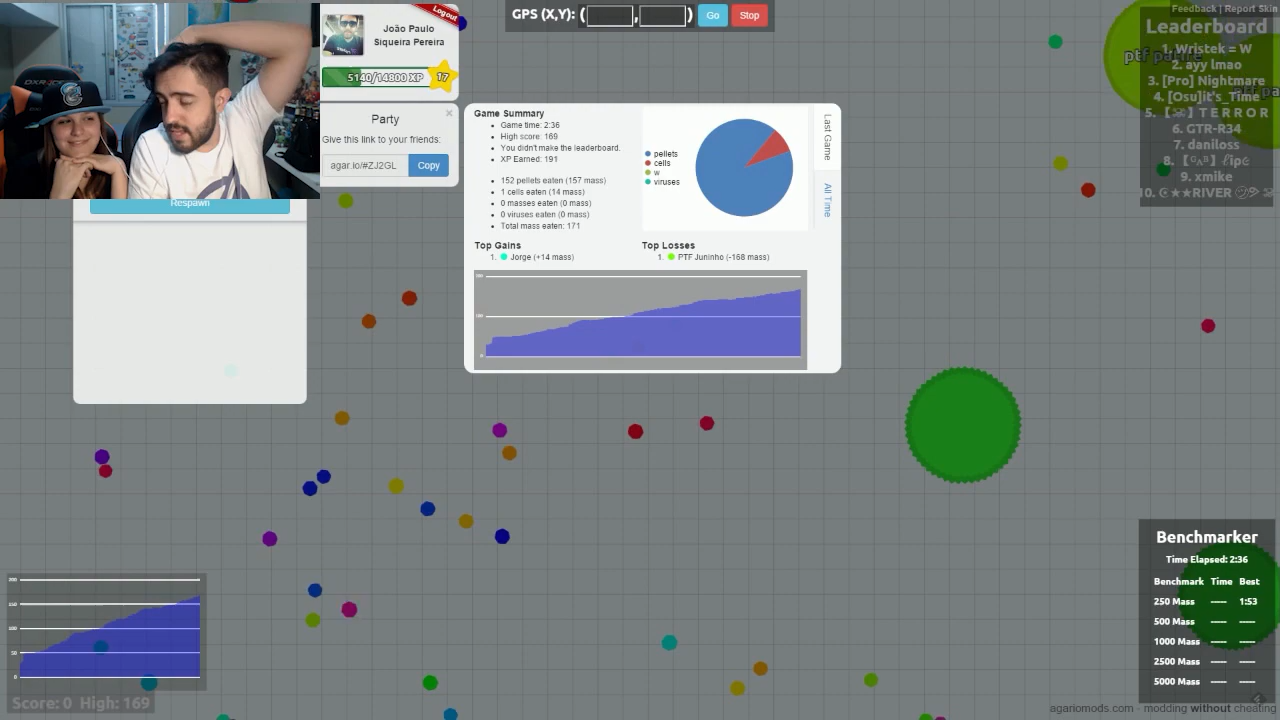 DXRACER
João Paulo
Siqueira Pereira
Logout
5140/14800 XP
17
Party
Give this link to your friends:
agar.io/#ZJ2GL
Copy
Respawn
GPS (X,Y): ( , )
Go
Stop
Game Summary
Game time: 2:36
High score: 169
You didn't make the leaderboard.
XP Earned: 191
152 pellets eaten (157 mass)
1 cells eaten (14 mass)
0 masses eaten (0 mass)
0 viruses eaten (0 mass)
Total mass eaten: 171
pellets
cells
w
viruses
Last Game
All Time
Top Gains
1. Jorge (+14 mass)
Top Losses
1. PTF Juninho (-168 mass)
Feedback | Report Skin
Leaderboard
1. Wristek = W
2. ayy lmao
3. [Pro] Nightmare
4. [Osu]it's_Time
T E R R O R
6. GTR-R34
7. daniloss
9. xmike
RIVER
Benchmarker
Time Elapsed: 2:36
Benchmark Time Best
250 Mass ---- 1:53
500 Mass ---- ----
1000 Mass ---- ----
2500 Mass ---- ----
5000 Mass ---- ----
200
150
100
50
0
Score: 0 High: 169
agariomods.com - modding without cheating